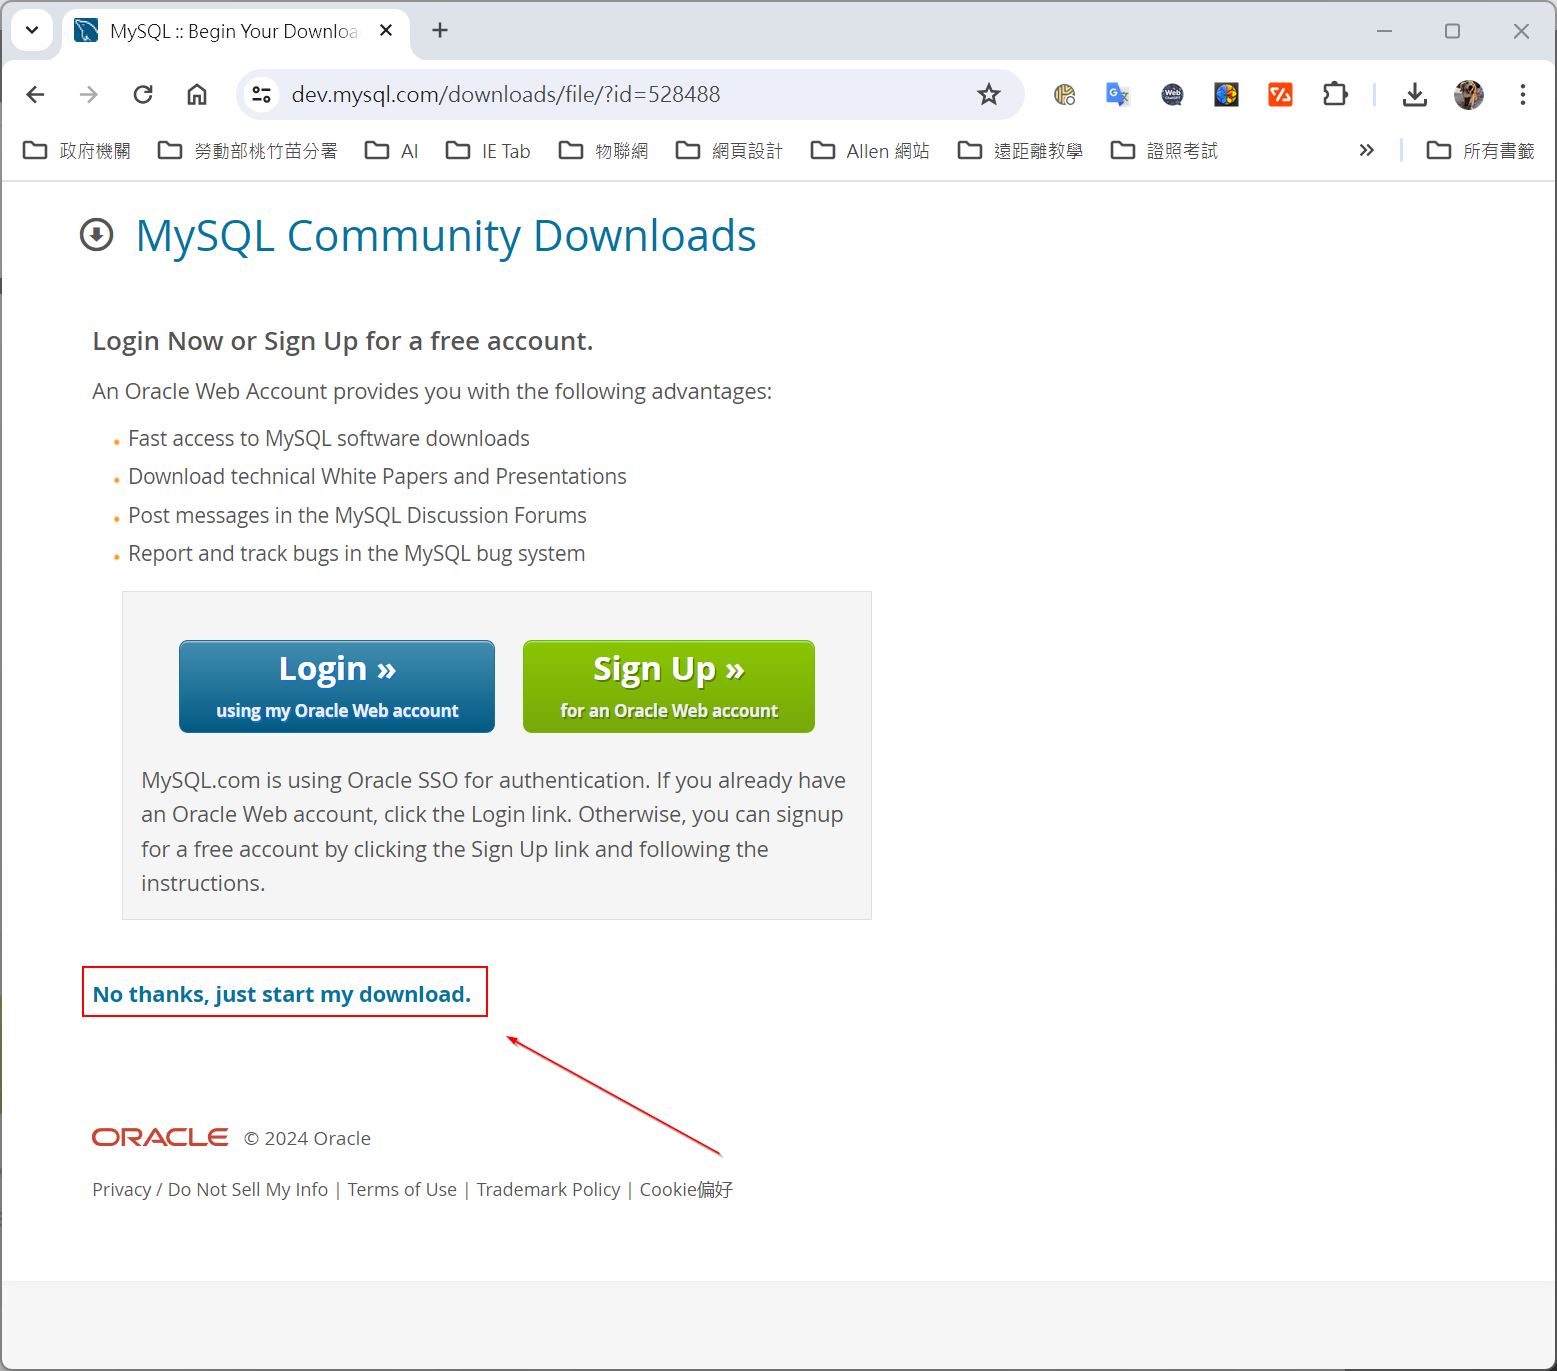 MySQL :: Begin Your Downloa
dev.mysql.com/downloads/file/?id=528488
政府機關 勞動部桃竹苗分署 AI IE Tab 物聯網 網頁設計 Allen 網站 遠距離教學 證照考試 » 所有書籤
MySQL Community Downloads
Login Now or Sign Up for a free account.
An Oracle Web Account provides you with the following advantages:
Fast access to MySQL software downloads
Download technical White Papers and Presentations
Post messages in the MySQL Discussion Forums
Report and track bugs in the MySQL bug system
Login » Sign Up »
using my Oracle Web account for an Oracle Web account
MySQL.com is using Oracle SSO for authentication. If you already have
an Oracle Web account, click the Login link. Otherwise, you can signup
for a free account by clicking the Sign Up link and following the
instructions.
No thanks, just start my download.
ORACLE © 2024 Oracle
Privacy / Do Not Sell My Info | Terms of Use | Trademark Policy | Cookie偏好